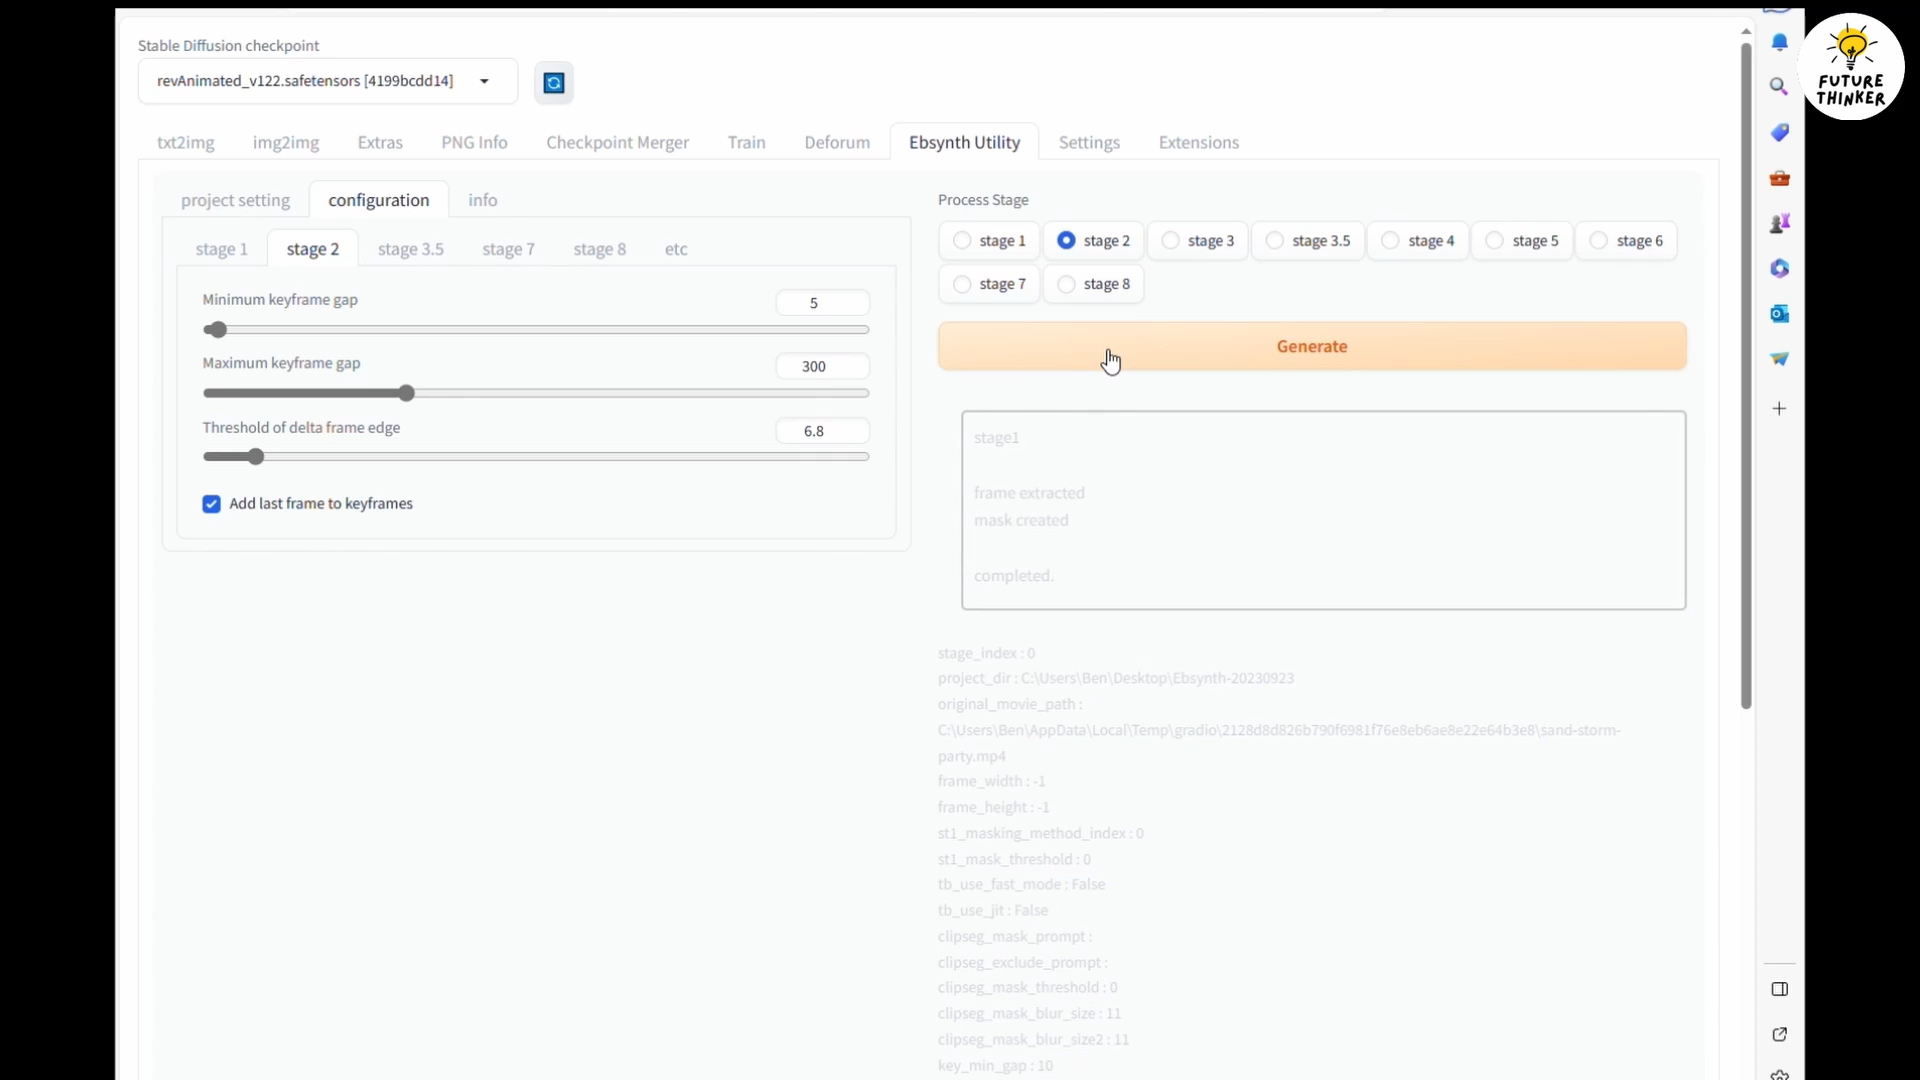 Stable Diffusion checkpoint
revAnimated_v122.safetensors [4199bcdd14]
FUTURE
THINKER
txt2img img2img Extras PNG Info Checkpoint Merger Train Deforum Ebsynth Utility Settings Extensions
project setting configuration info
stage 1 stage 2 stage 3.5 stage 7 stage 8 etc
Minimum keyframe gap 5
Maximum keyframe gap 300
Threshold of delta frame edge 6.8
Add last frame to keyframes
Process Stage
stage 1 stage 2 stage 3 stage 3.5 stage 4 stage 5 stage 6
stage 7 stage 8
Generate
stage1
frame extracted
mask created
completed.
stage_index : 0
project_dir : C:\Users\Ben\Desktop\Ebsynth-20230923
original_movie_path :
C:\Users\Ben\AppData\Local\Temp\gradio\2128d8d826b790f6981f76e8eb6ae8e22e64b3e8\sand-storm-
party.mp4
frame_width : -1
frame_height : -1
st1_masking_method_index : 0
st1_mask_threshold : 0
tb_use_fast_mode : False
tb_use_jit : False
clipseg_mask_prompt :
clipseg_exclude_prompt :
clipseg_mask_threshold : 0
clipseg_mask_blur_size : 11
clipseg_mask_blur_size2 : 11
key_min_gap : 10